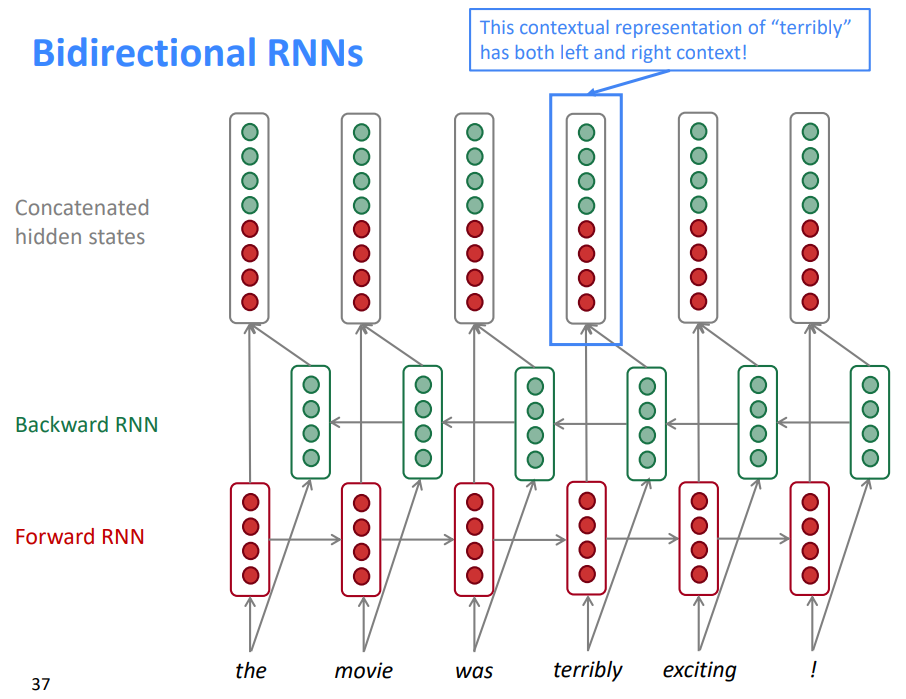 Bidirectional RNNs
This contextual representation of “terribly”
has both left and right context!
Concatenated
hidden states
Backward RNN
Forward RNN
the movie was terribly exciting !
37